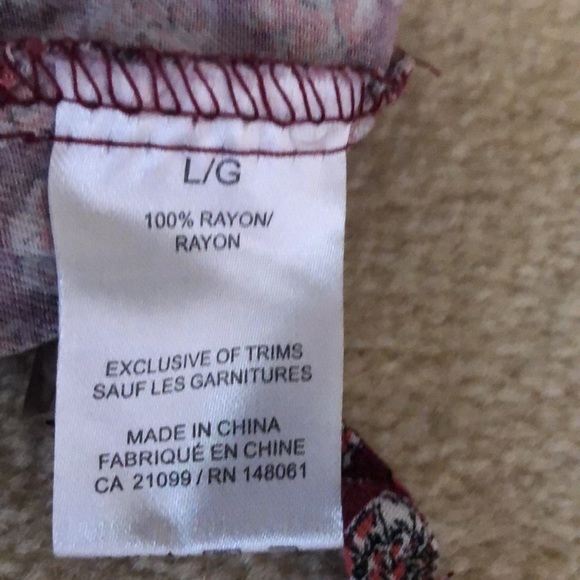 L/G
100% RAYON/
RAYON
EXCLUSIVE OF TRIMS
SAUF LES GARNITURES
MADE IN CHINA
FABRIQUÉ EN CHINE
CA 21099 / RN 148061